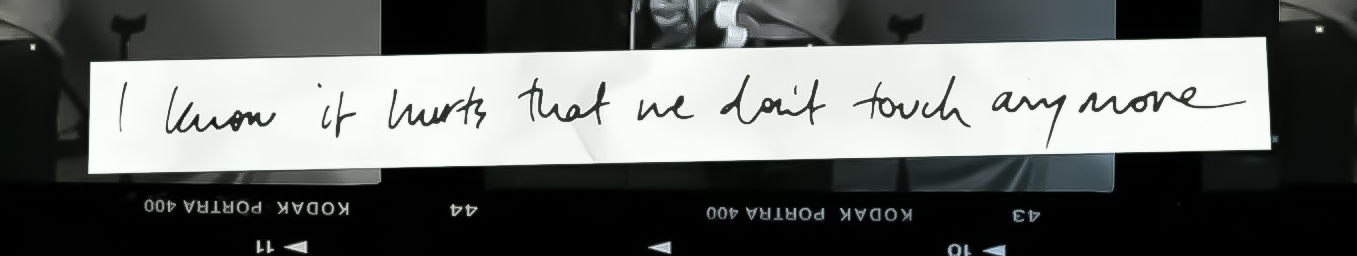 I know it hurts that we don't touch anymore
KODAK PORTRA 400
44
KODAK PORTRA 400
43
11
10